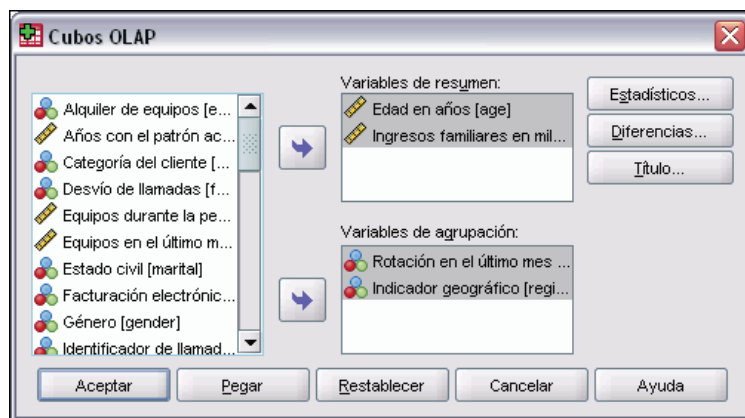 Cubos OLAP
Alquiler de equipos [e...
Años con el patrón ac...
Categoría del cliente [...
Desvío de llamadas [f...
Equipos durante la pe...
Equipos en el último m...
Estado civil [marital]
Facturación electrónic...
Género [gender]
Identificador de llamad...
Variables de resumen:
Edad en años [age]
Ingresos familiares en mil...
Variables de agrupación:
Rotación en el último mes ...
Indicador geográfico [regi...
Estadísticos...
Diferencias...
Título...
Aceptar
Pegar
Restablecer
Cancelar
Ayuda